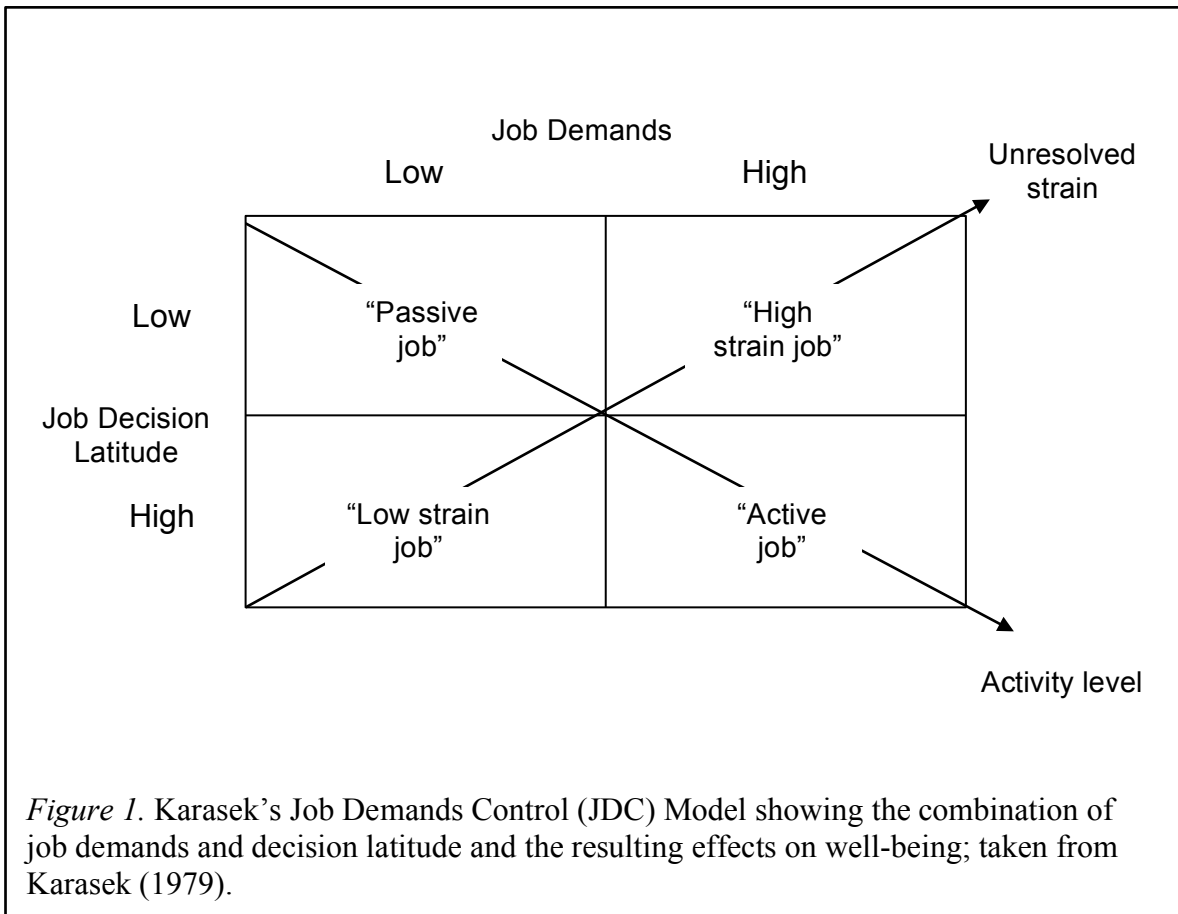 Job Demands
Low
High
Unresolved
strain
Low
“Passive
job”
“High
strain job”
Job Decision
Latitude
High
“Low strain
job”
“Active
job”
Activity level
Figure 1. Karasek’s Job Demands Control (JDC) Model showing the combination of
job demands and decision latitude and the resulting effects on well-being; taken from
Karasek (1979).